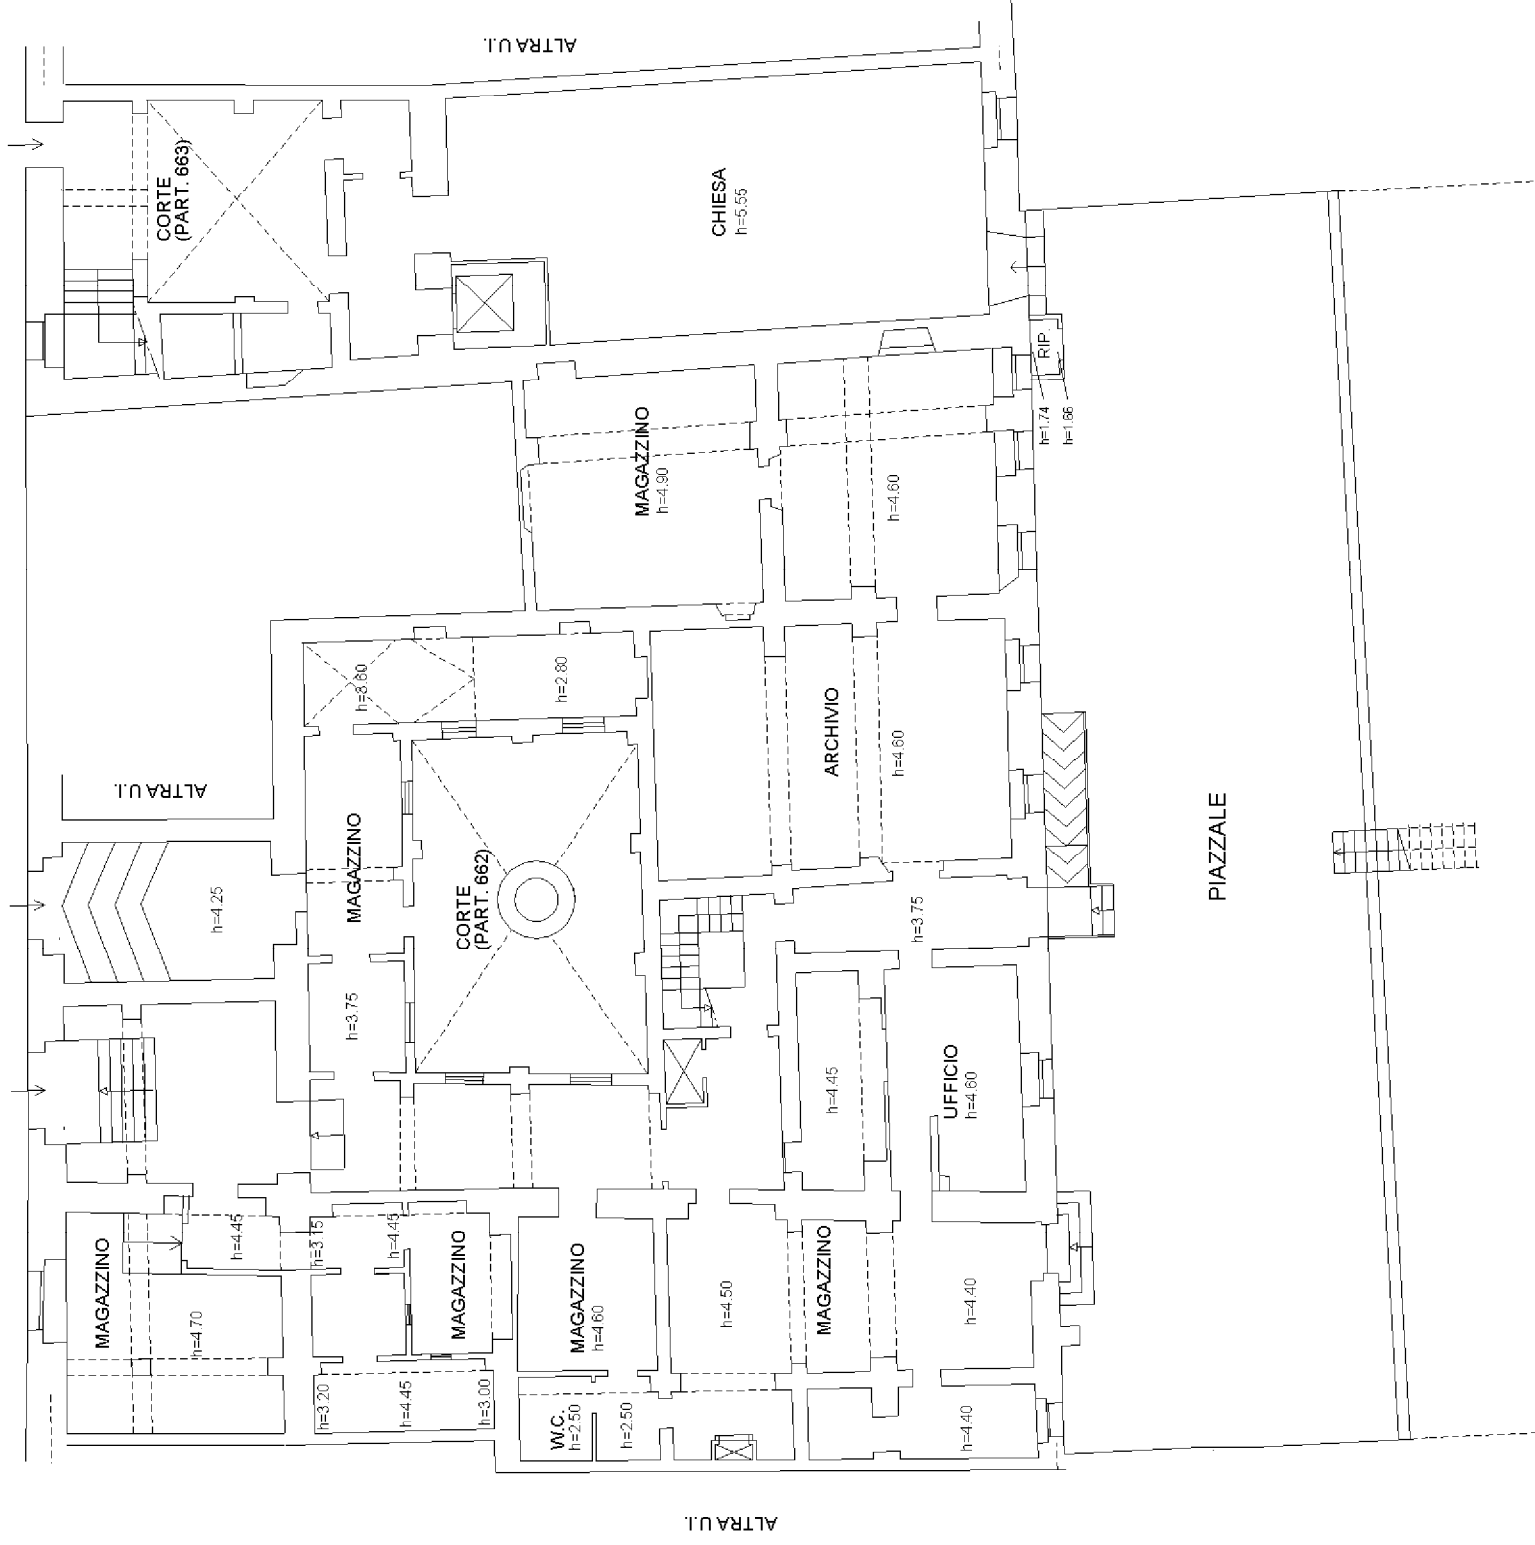 ALTRA U.I.
CORTE
(PART. 663)
CHIESA
h=5.55
RIP.
h=1.74
h=1.66
MAGAZZINO
h=4.90
h=4.60
h=8.60
h=2.80
ARCHIVIO
h=4.60
ALTRA U.I.
MAGAZZINO
h=4.25
CORTE
(PART. 662)
h=3.75
PIAZZALE
h=3.75
h=4.45
UFFICIO
h=4.60
MAGAZZINO
h=4.45
h=3.15
h=4.45
h=4.70
MAGAZZINO
MAGAZZINO
h=4.60
h=4.50
MAGAZZINO
h=4.40
h=3.20
h=4.45
h=3.00
W.C.
h=2.50
h=2.50
h=4.40
ALTRA U.I.